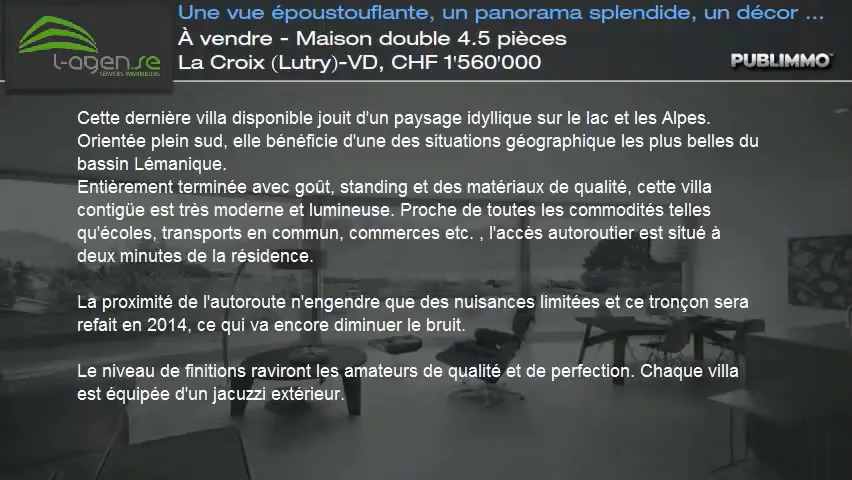 Une vue époustouflante, un panorama splendide, un décor ...
À vendre - Maison double 4.5 pièces
La Croix (Lutry)-VD, CHF 1'560'000
l-agen.se
SERVICES IMMOBILIERS
PUBLIMMO
Cette dernière villa disponible jouit d'un paysage idyllique sur le lac et les Alpes.
Orientée plein sud, elle bénéficie d'une des situations géographique les plus belles du
bassin Lémanique.
Entièrement terminée avec goût, standing et des matériaux de qualité, cette villa
contigüe est très moderne et lumineuse. Proche de toutes les commodités telles
qu'écoles, transports en commun, commerces etc. , l'accès autoroutier est situé à
deux minutes de la résidence.
La proximité de l'autoroute n'engendre que des nuisances limitées et ce tronçon sera
refait en 2014, ce qui va encore diminuer le bruit.
Le niveau de finitions raviront les amateurs de qualité et de perfection. Chaque villa
est équipée d'un jacuzzi extérieur.